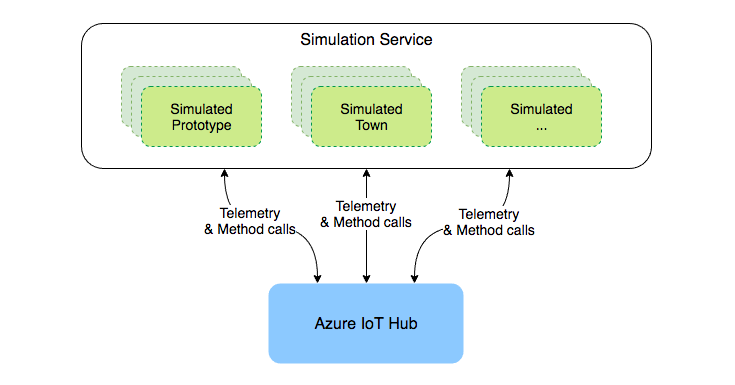 Simulation Service
Simulated
Prototype
Simulated
Town
Simulated
...
Telemetry
& Method calls
Telemetry
& Method calls
Telemetry
& Method calls
Azure IoT Hub